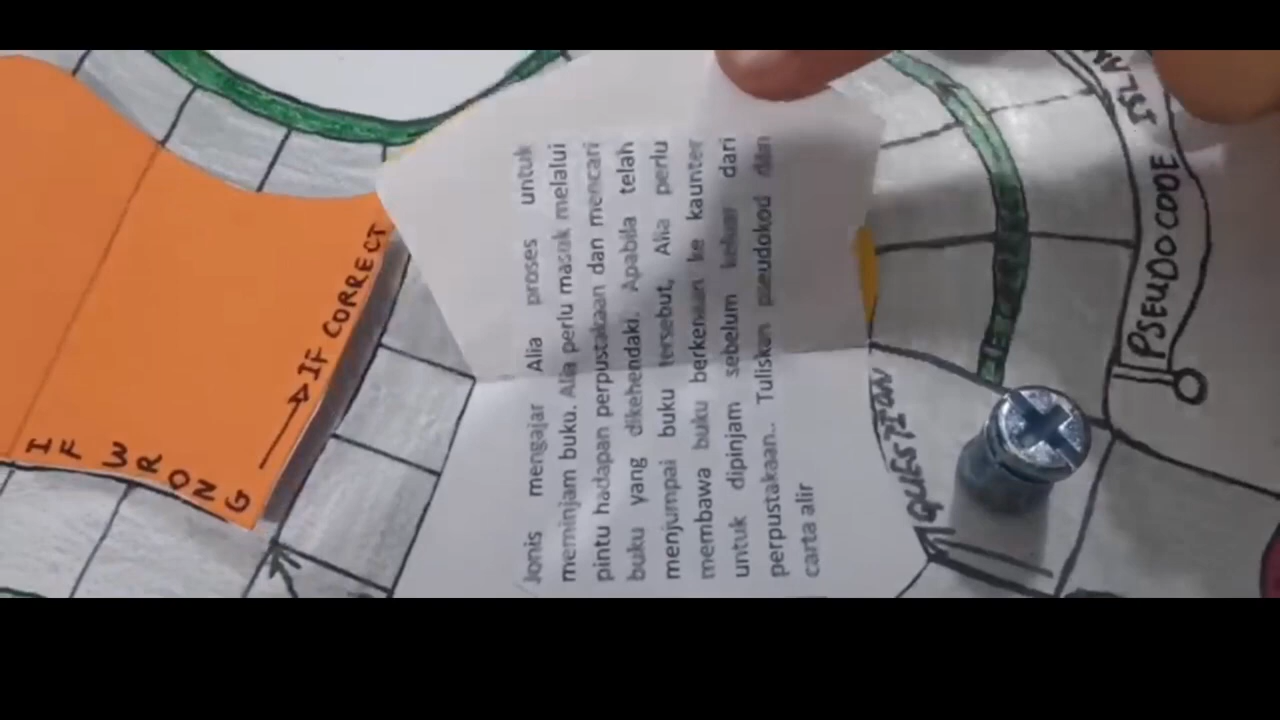 Jonis mengajar Alia proses untuk
meminjam buku. Alia perlu masuk melalui
pintu hadapan perpustakaan dan mencari
buku yang dikehendaki. Apabila telah
menjumpai buku tersebut, Alia perlu
membawa buku berkenaan ke kaunter
untuk dipinjam sebelum keluar dari
perpustakaan.. Tuliskan pseudokod dan
carta alir
IF WRONG
IF CORRECT
QUESTION
PSEUDOCODE